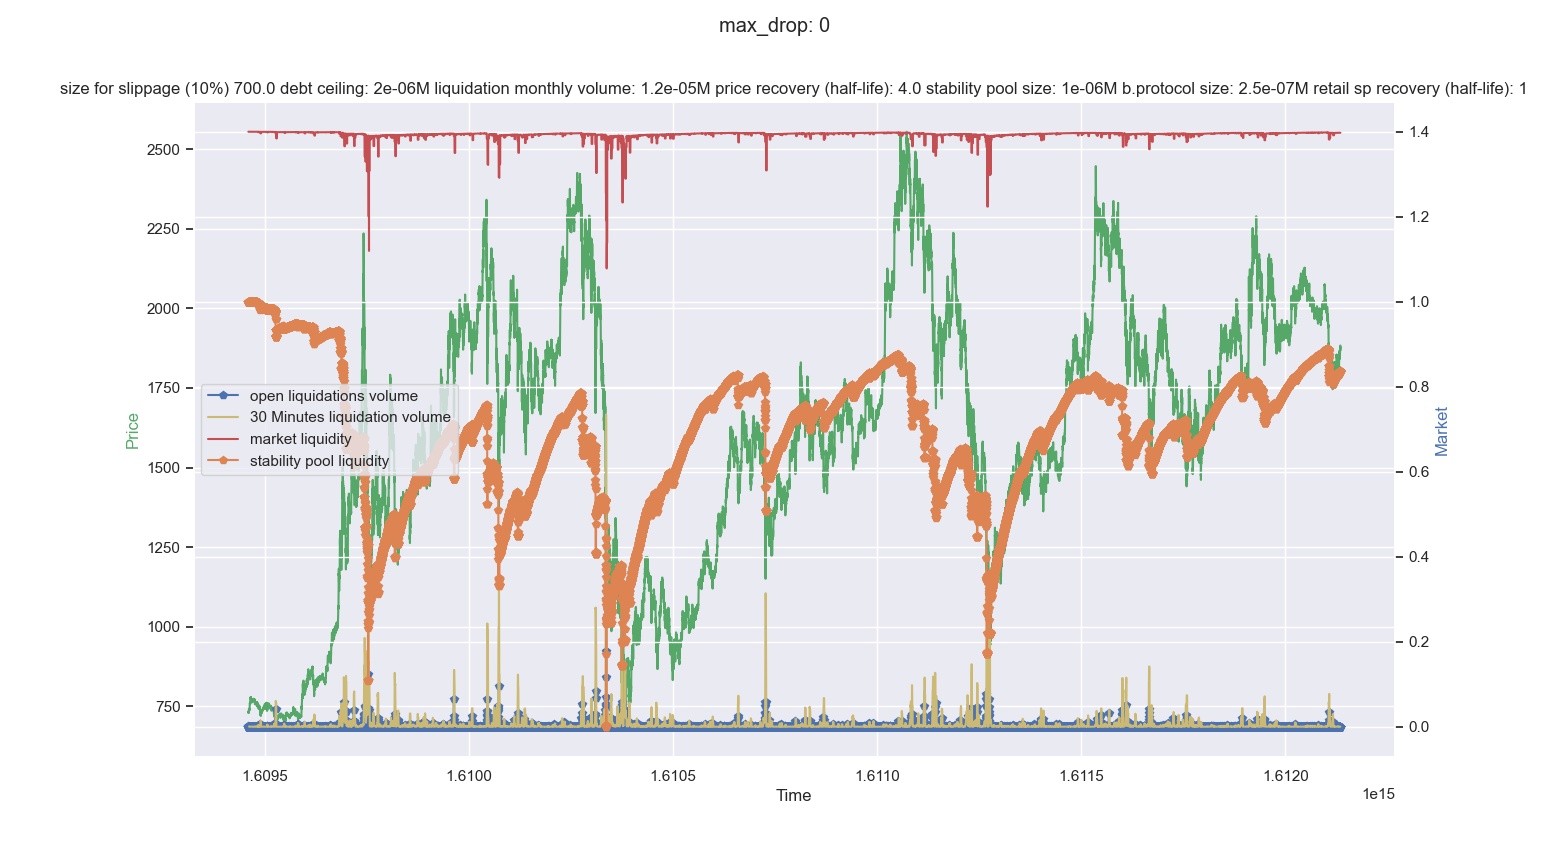 max_drop: 0
size for slippage (10%) 700.0 debt ceiling: 2e-06M liquidation monthly volume: 1.2e-05M price recovery (half-life): 4.0 stability pool size: 1e-06M b.protocol size: 2.5e-07M retail sp recovery (half-life): 1
2500
2250
2000
1750
1500
1250
1000
750
Price
open liquidations volume
30 Minutes liquidation volume
market liquidity
stability pool liquidity
1.4
1.2
1.0
0.8
0.6
0.4
0.2
0.0
Market
1.6095
1.6100
1.6105
1.6110
1.6115
1.6120
Time
1e15